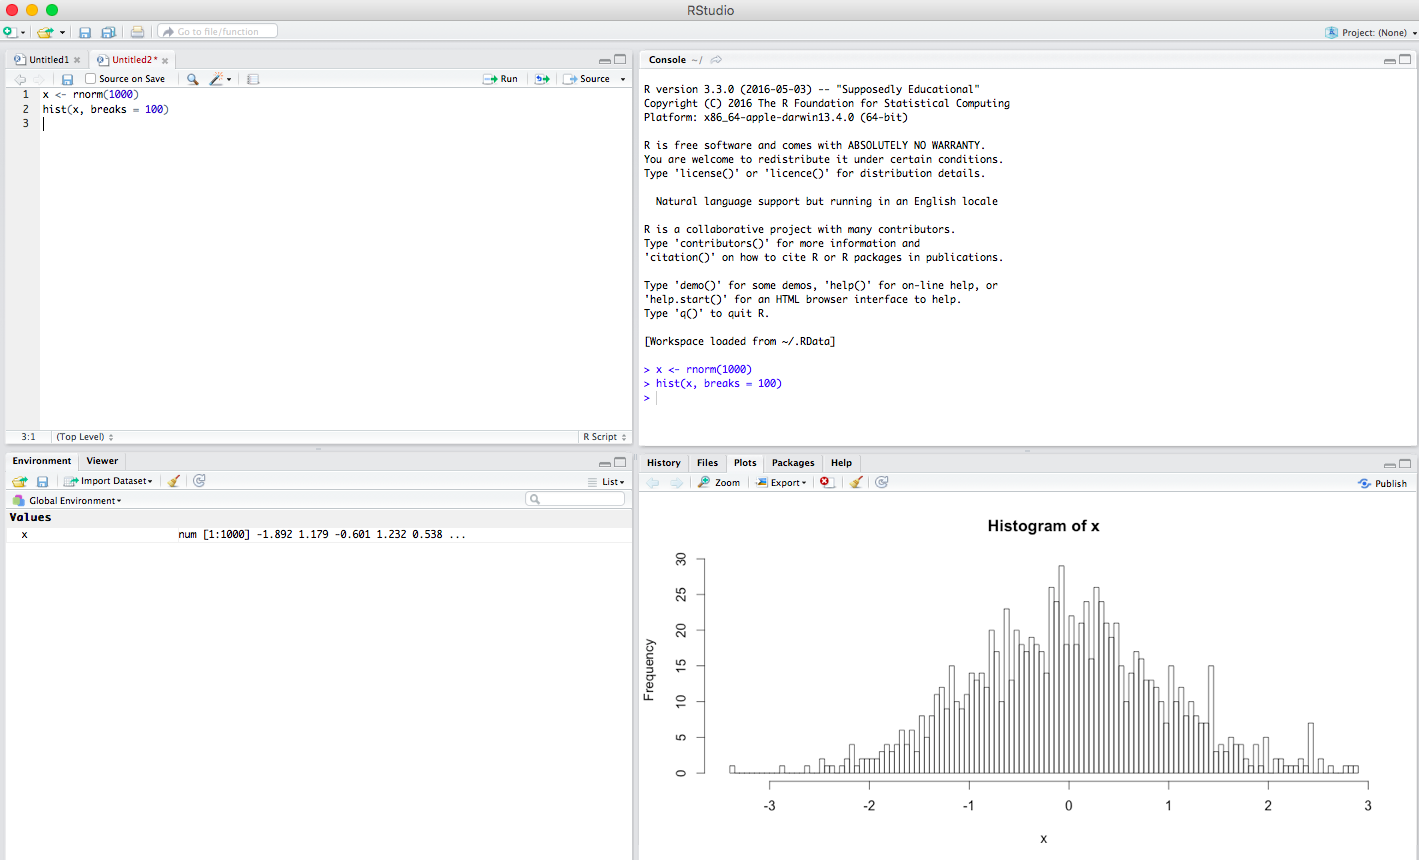 RStudio
Go to file/function
Project: (None)
Untitled1
Untitled2*
Source on Save
Run
Source
1 x <- rnorm(1000)
2 hist(x, breaks = 100)
3
3:1 (Top Level)
R Script
Console ~/
R version 3.3.0 (2016-05-03) -- "Supposedly Educational"
Copyright (C) 2016 The R Foundation for Statistical Computing
Platform: x86_64-apple-darwin13.4.0 (64-bit)
R is free software and comes with ABSOLUTELY NO WARRANTY.
You are welcome to redistribute it under certain conditions.
Type 'license()' or 'licence()' for distribution details.
Natural language support but running in an English locale
R is a collaborative project with many contributors.
Type 'contributors()' for more information and
'citation()' on how to cite R or R packages in publications.
Type 'demo()' for some demos, 'help()' for on-line help, or
'help.start()' for an HTML browser interface to help.
Type 'q()' to quit R.
[Workspace loaded from ~/.RData]
> x <- rnorm(1000)
> hist(x, breaks = 100)
>
Environment
Viewer
Import Dataset
List
Global Environment
Values
x num [1:1000] -1.892 1.179 -0.601 1.232 0.538 ...
History
Files
Plots
Packages
Help
Zoom
Export
Publish
Histogram of x
Frequency
30
25
20
15
10
5
0
-3 -2 -1 0 1 2 3
x